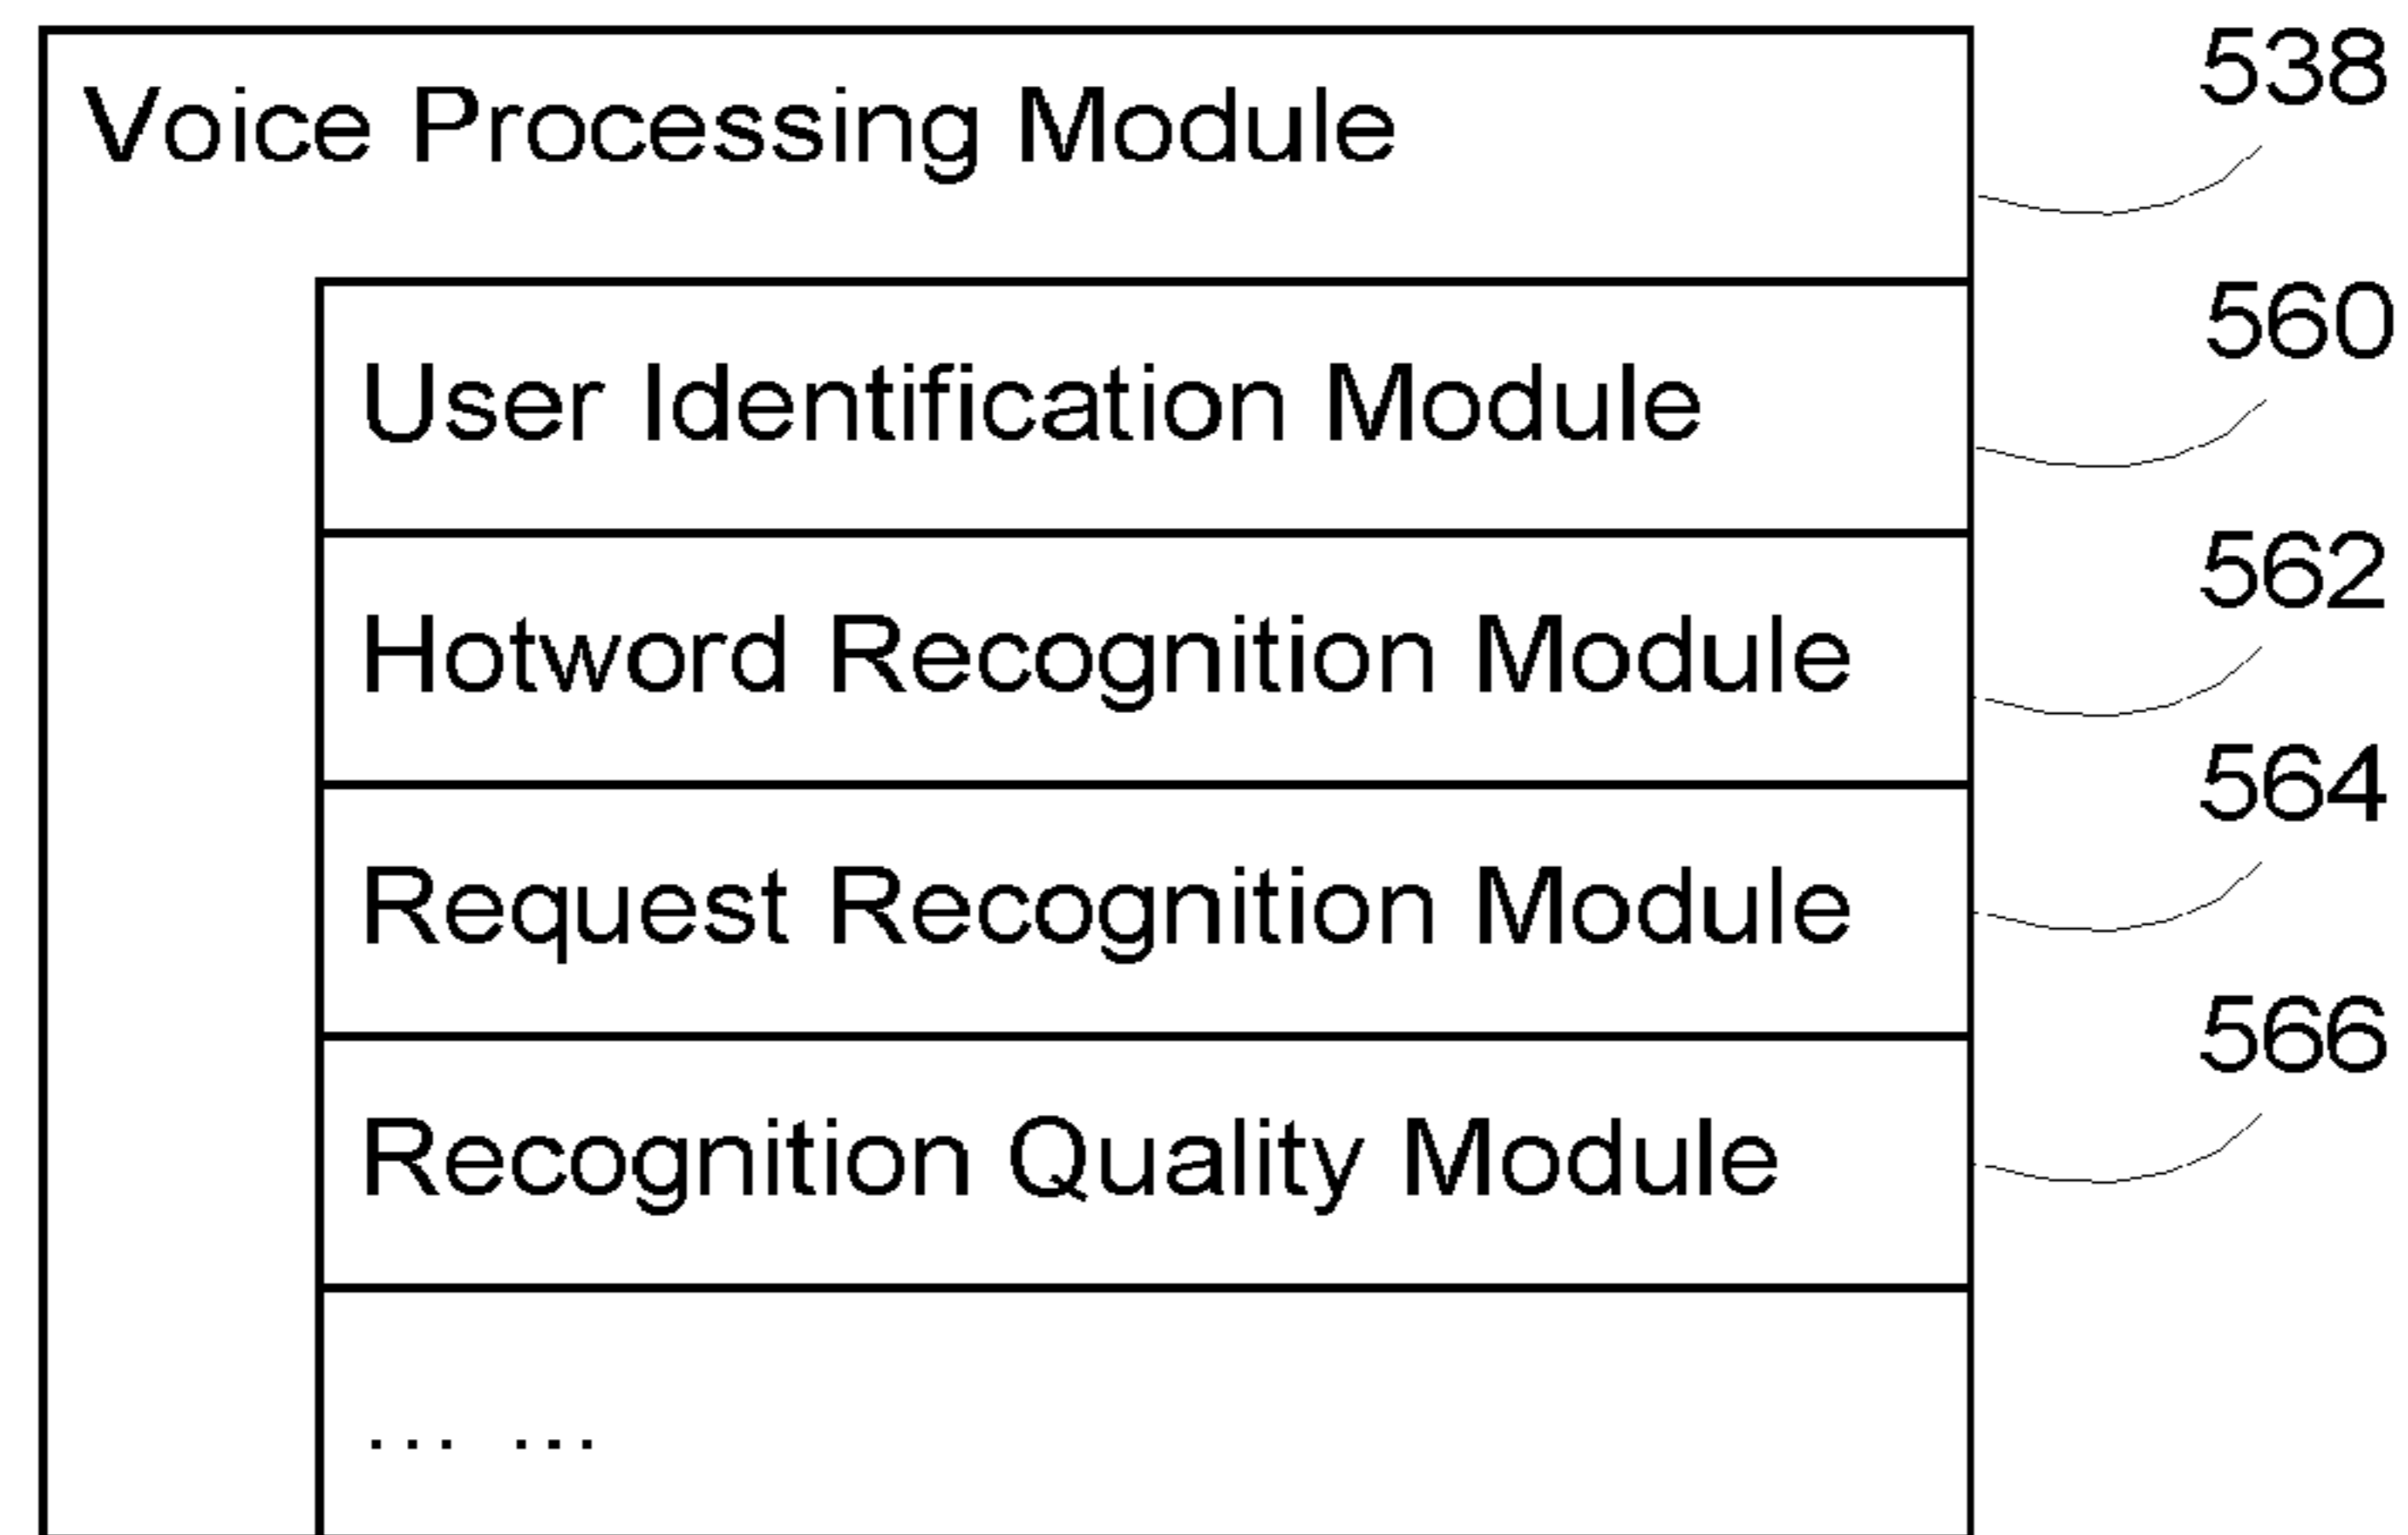 Voice Processing Module
538
User Identification Module
560
Hotword Recognition Module
562
Request Recognition Module
564
Recognition Quality Module
566
... ...